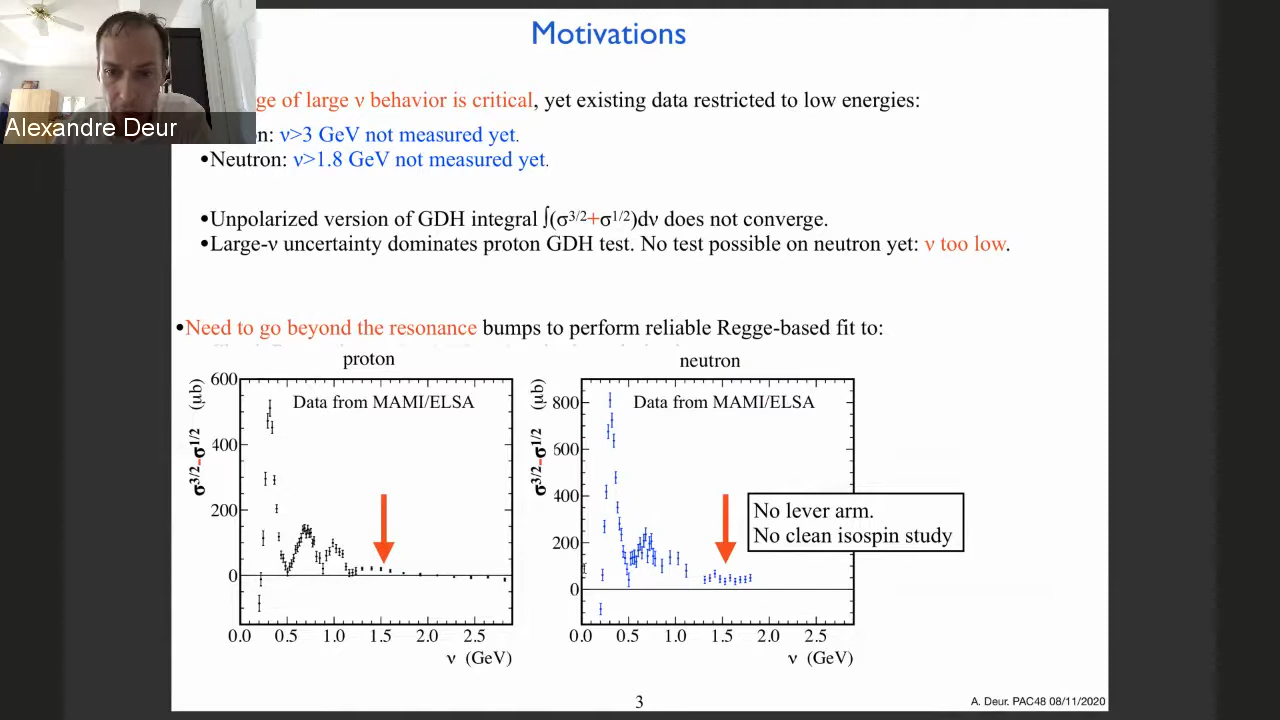 Motivations
Alexandre Deur
ge of large ν behavior is critical, yet existing data restricted to low energies:
on: ν>3 GeV not measured yet.
•Neutron: ν>1.8 GeV not measured yet.
•Unpolarized version of GDH integral ∫(σ3/2+σ1/2)dν does not converge.
•Large-ν uncertainty dominates proton GDH test. No test possible on neutron yet: ν too low.
•Need to go beyond the resonance bumps to perform reliable Regge-based fit to:
proton
σ3/2-σ1/2 (μb)
600
400
200
0
Data from MAMI/ELSA
0.0 0.5 1.0 1.5 2.0 2.5
ν (GeV)
neutron
σ3/2-σ1/2 (μb)
800
600
400
200
0
Data from MAMI/ELSA
0.0 0.5 1.0 1.5 2.0 2.5
ν (GeV)
No lever arm.
No clean isospin study
3
A. Deur. PAC48 08/11/2020